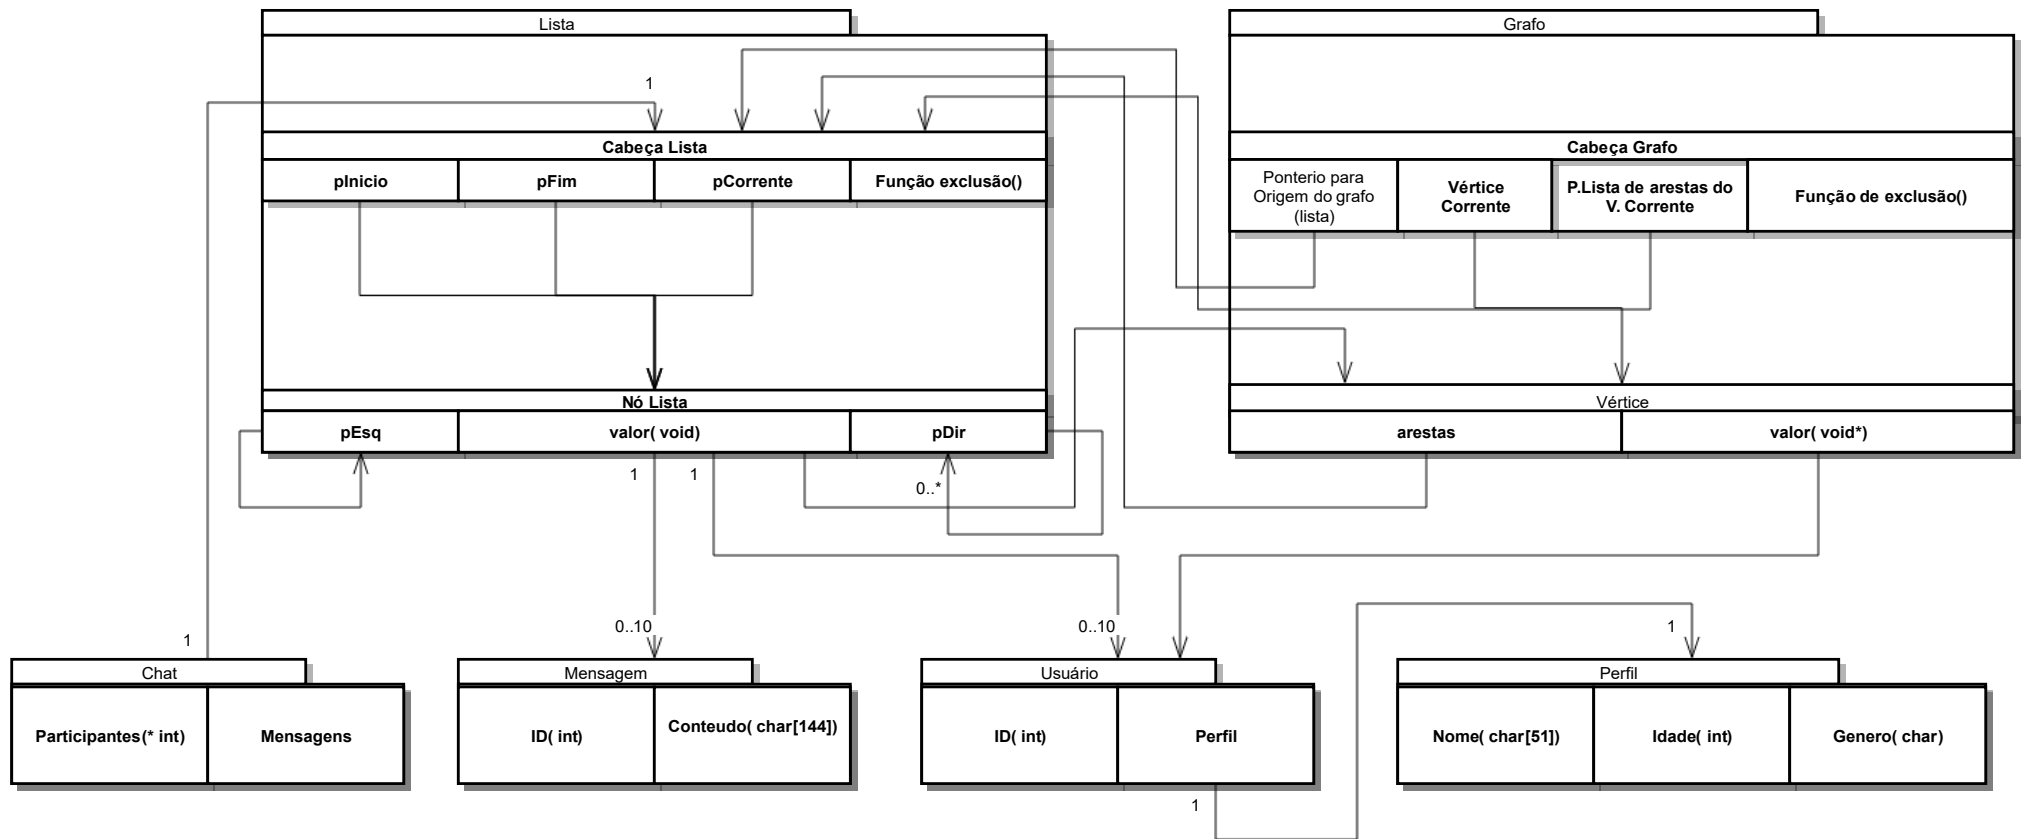 Lista
Grafo
1
Cabeça Lista
Cabeça Grafo
pInicio
pFim
pCorrente
Função exclusão()
Ponterio para
Origem do grafo
(lista)
Vértice
Corrente
P.Lista de arestas do
V. Corrente
Função de exclusão()
Nó Lista
Vértice
pEsq
valor( void)
pDir
arestas
valor( void*)
1
1
0..*
1
0..10
0..10
1
Chat
Mensagem
Usuário
Perfil
Participantes(* int)
Mensagens
ID( int)
Conteudo( char[144])
ID( int)
Perfil
Nome( char[51])
Idade( int)
Genero( char)
1